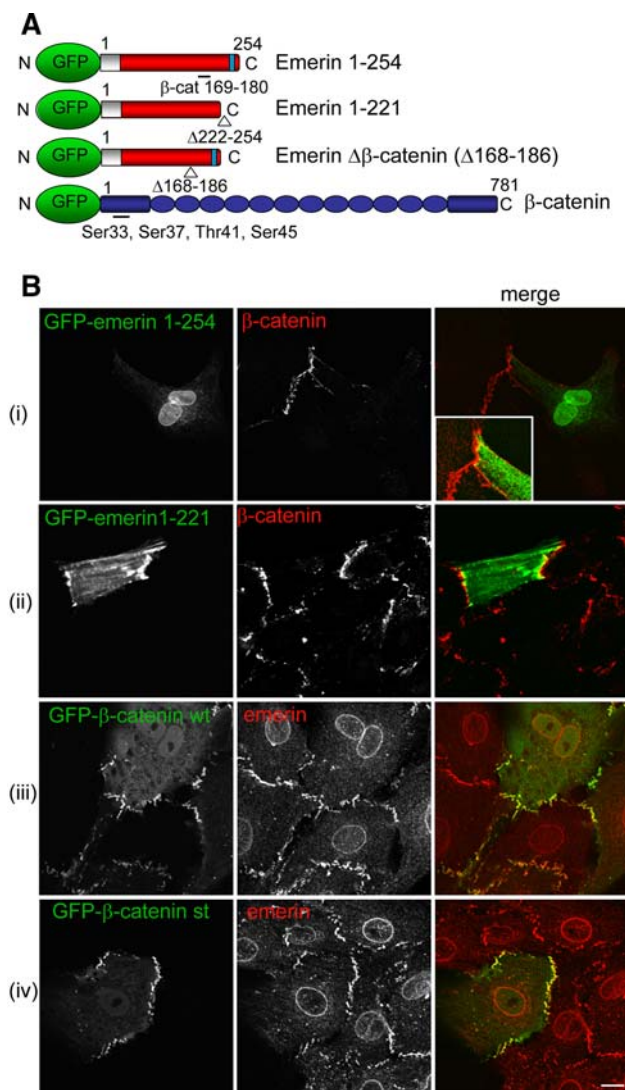 A
1 254
N GFP C Emerin 1-254
β-cat 169-180
1
N GFP C Emerin 1-221
Δ222-254
1
N GFP C Emerin Δβ-catenin (Δ168-186)
Δ168-186
1 781
N GFP C β-catenin
Ser33, Ser37, Thr41, Ser45
B
merge
GFP-emerin 1-254 β-catenin
(i)
GFP-emerin1-221 β-catenin
(ii)
GFP-β-catenin wt emerin
(iii)
GFP-β-catenin st emerin
(iv)